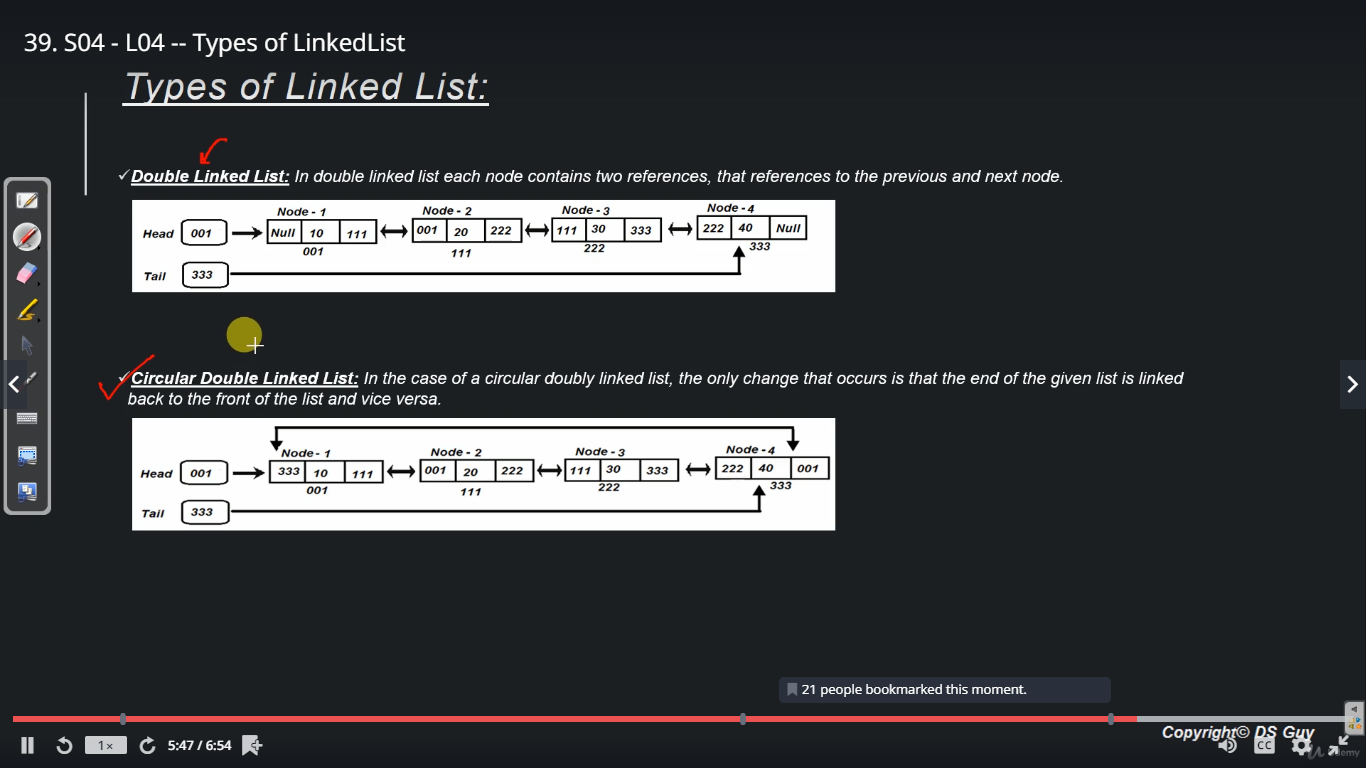 39. S04 - L04 -- Types of LinkedList
Types of Linked List:
Double Linked List: In double linked list each node contains two references, that references to the previous and next node.
Node - 1 Node - 2 Node - 3 Node - 4
Head 001 Null 10 111 001 20 222 111 30 333 222 40 Null
001 111 222 333
Tail 333
Circular Double Linked List: In the case of a circular doubly linked list, the only change that occurs is that the end of the given list is linked
back to the front of the list and vice versa.
Node - 1 Node - 2 Node - 3 Node - 4
Head 001 333 10 111 001 20 222 111 30 333 222 40 001
001 111 222 333
Tail 333
21 people bookmarked this moment.
Copyright© DS Guy
1x 5:47 / 6:54 CC